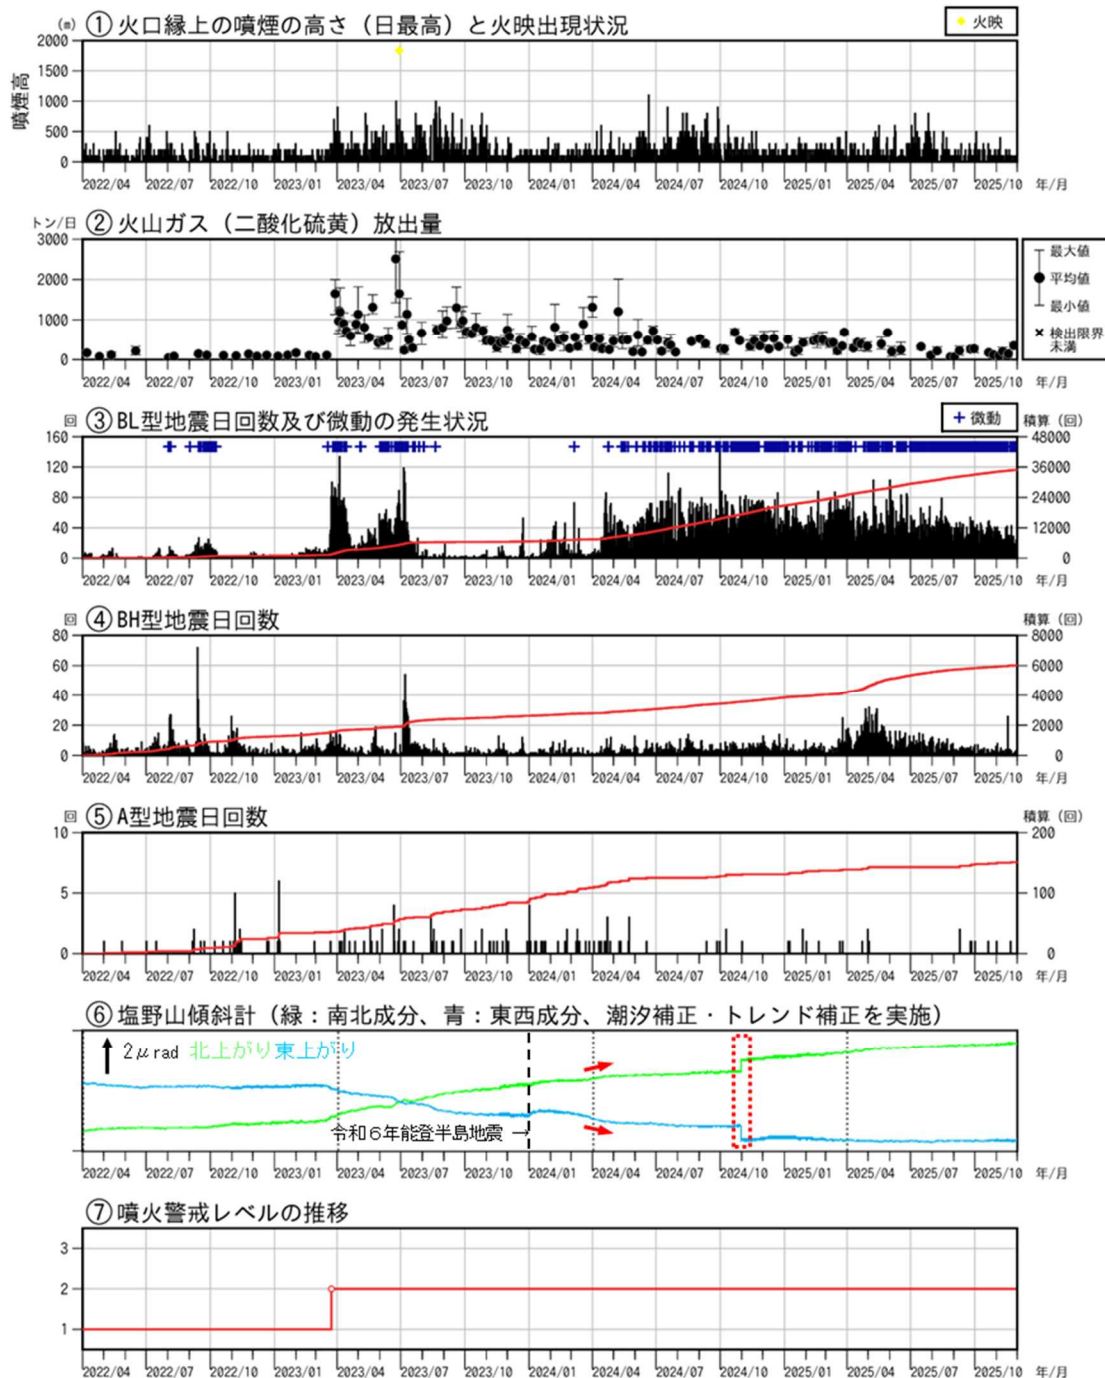 (m) ① 火口縁上の噴煙の高さ（日最高）と火映出現状況
火映
噴煙高
2000
1500
1000
500
0
2022/04 2022/07 2022/10 2023/01 2023/04 2023/07 2023/10 2024/01 2024/04 2024/07 2024/10 2025/01 2025/04 2025/07 2025/10 年/月
トン/日 ② 火山ガス（二酸化硫黄）放出量
3000
2000
1000
0
最大値
平均値
最小値
検出限界
未満
2022/04 2022/07 2022/10 2023/01 2023/04 2023/07 2023/10 2024/01 2024/04 2024/07 2024/10 2025/01 2025/04 2025/07 2025/10 年/月
回 ③ BL型地震日回数及び微動の発生状況
微動 積算（回）
160 48000
120 36000
80 24000
40 12000
0 0
2022/04 2022/07 2022/10 2023/01 2023/04 2023/07 2023/10 2024/01 2024/04 2024/07 2024/10 2025/01 2025/04 2025/07 2025/10 年/月
回 ④ BH型地震日回数 積算（回）
80 8000
60 6000
40 4000
20 2000
0 0
2022/04 2022/07 2022/10 2023/01 2023/04 2023/07 2023/10 2024/01 2024/04 2024/07 2024/10 2025/01 2025/04 2025/07 2025/10 年/月
回 ⑤ A型地震日回数 積算（回）
10 200
5 100
0 0
2022/04 2022/07 2022/10 2023/01 2023/04 2023/07 2023/10 2024/01 2024/04 2024/07 2024/10 2025/01 2025/04 2025/07 2025/10 年/月
⑥ 塩野山傾斜計（緑：南北成分、青：東西成分、潮汐補正・トレンド補正を実施）
2μrad 北上がり 東上がり
令和６年能登半島地震 →
2022/04 2022/07 2022/10 2023/01 2023/04 2023/07 2023/10 2024/01 2024/04 2024/07 2024/10 2025/01 2025/04 2025/07 2025/10 年/月
⑦ 噴火警戒レベルの推移
3
2
1
2022/04 2022/07 2022/10 2023/01 2023/04 2023/07 2023/10 2024/01 2024/04 2024/07 2024/10 2025/01 2025/04 2025/07 2025/10 年/月